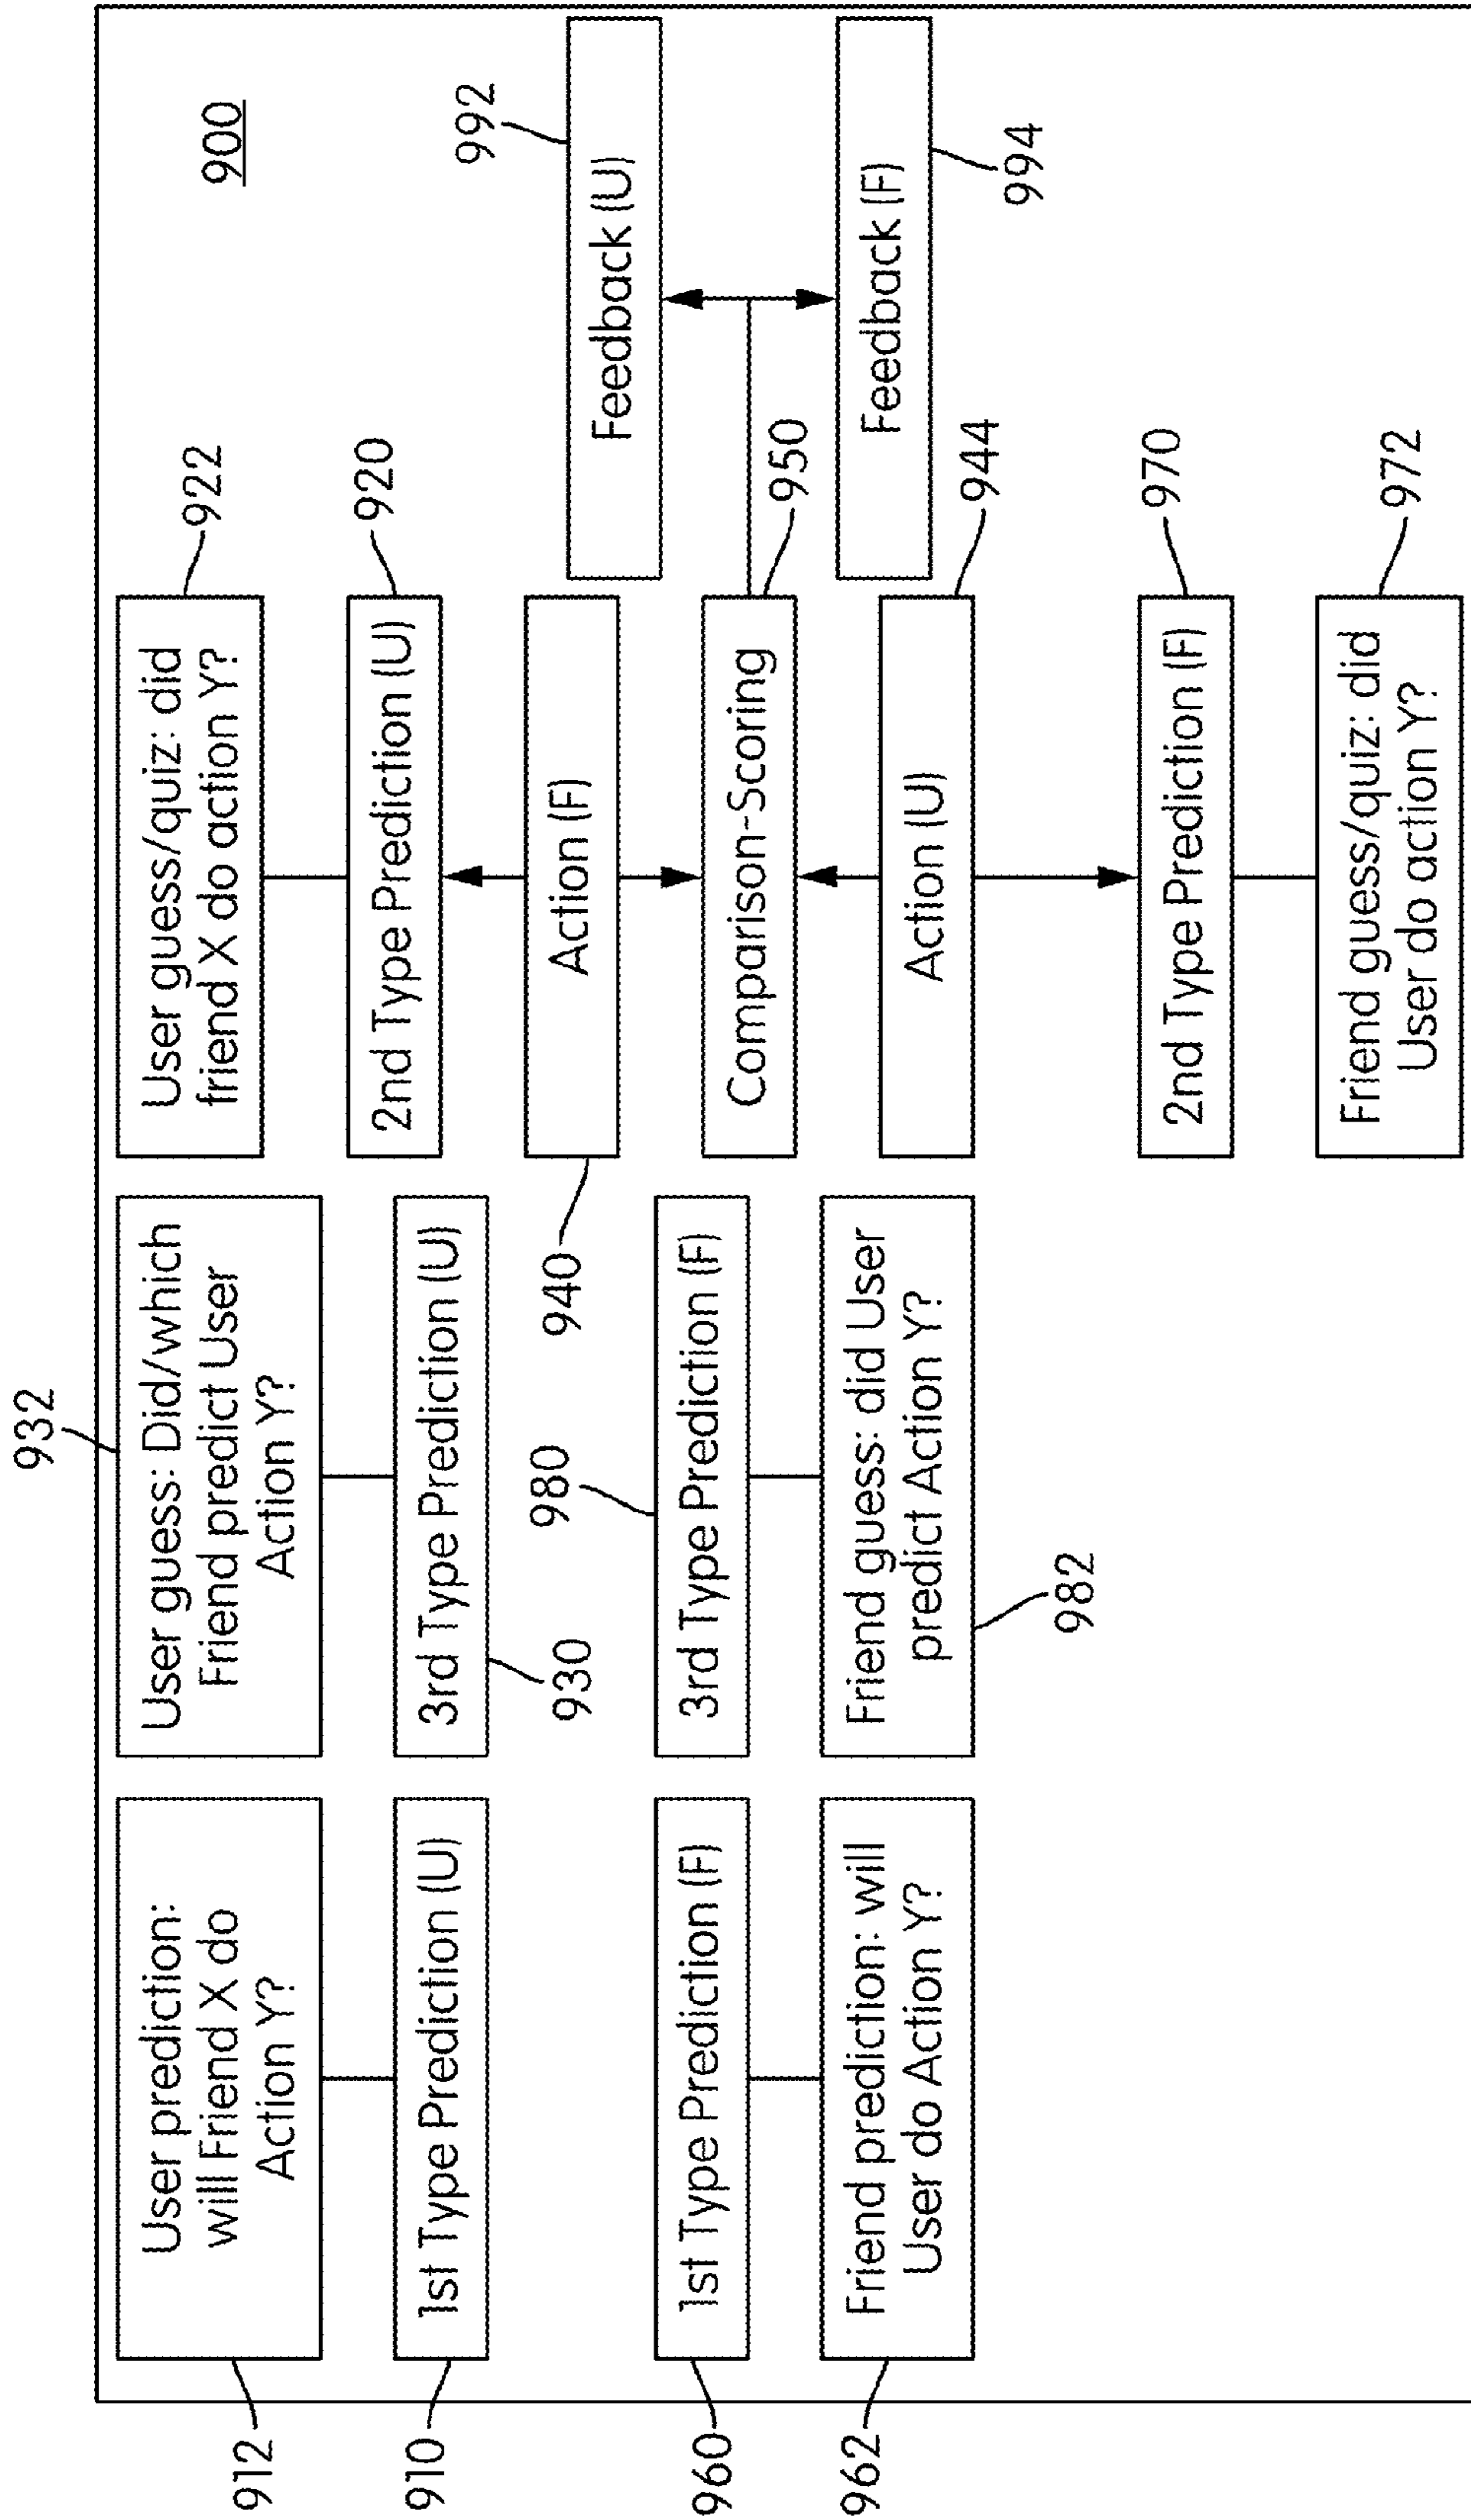 900
932
912
User prediction:
will Friend X do
Action Y?
User guess: Did/which
Friend predict User
Action Y?
User guess/quiz: did
friend X do action Y?
922
910
1st Type Prediction (U)
3rd Type Prediction (U)
930
2nd Type Prediction (U)
920
940
Action (F)
Feedback (U)
992
960
1st Type Prediction (F)
980
3rd Type Prediction (F)
Comparison-Scoring
950
962
Friend prediction: will
User do Action Y?
Friend guess: did User
predict Action Y?
982
Action (U)
944
Feedback (F)
994
2nd Type Prediction (F)
970
Friend guess/quiz: did
User do action Y?
972